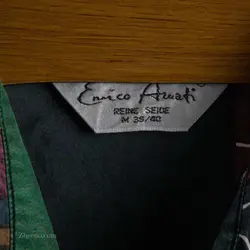 Enrico Amati
REINE SEIDE
M 39/40